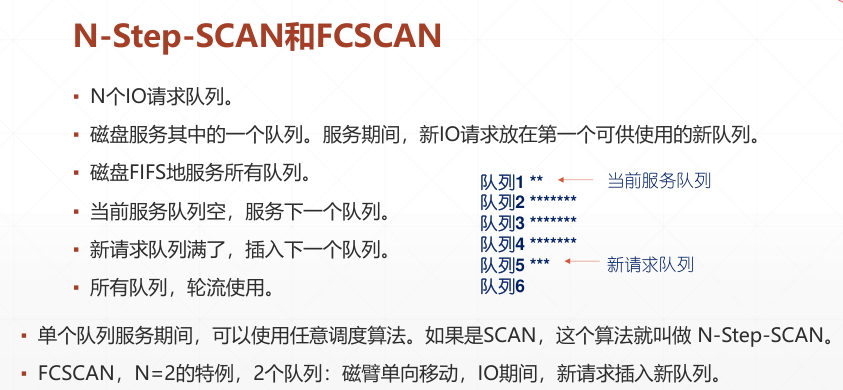 N-Step-SCAN和FCSCAN
▪ N个IO请求队列。
▪ 磁盘服务其中的一个队列。服务期间，新IO请求放在第一个可供使用的新队列。
▪ 磁盘FIFS地服务所有队列。
▪ 当前服务队列空，服务下一个队列。
▪ 新请求队列满了，插入下一个队列。
▪ 所有队列，轮流使用。
队列1 ** 当前服务队列
队列2 *******
队列3 *******
队列4 *******
队列5 *** 新请求队列
队列6
▪ 单个队列服务期间，可以使用任意调度算法。如果是SCAN，这个算法就叫做 N-Step-SCAN。
▪ FCSCAN，N=2的特例，2个队列：磁臂单向移动，IO期间，新请求插入新队列。